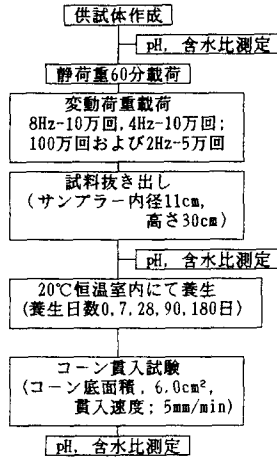 供試体作成
pH, 含水比測定
静荷重60分載荷
変動荷重載荷
8Hz-10万回, 4Hz-10万回;
100万回および2Hz-5万回
試料抜き出し
(サンプラー内径11cm,
高さ30cm)
pH, 含水比測定
20℃恒温室内にて養生
(養生日数0, 7, 28, 90, 180日)
コーン貫入試験
(コーン底面積, 6.0cm²,
貫入速度; 5mm/min)
pH, 含水比測定